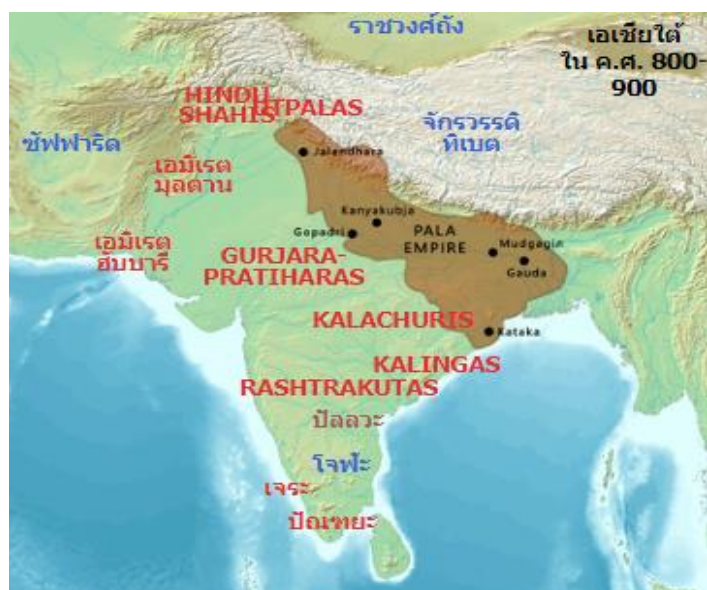 ราชวงศ์ถัง
เอเชียใต้
ใน ค.ศ. 800-
900
HINDU
SHAHIS
UTPALAS
จักรวรรดิ
ทิเบต
ซัฟฟาริด
Jalendhara
เอมิเรต
มุลตาน
Kanyakubja
Gopadri
PALA
EMPIRE
Mudgagiri
Gauda
เอมิเรต
ฮับบารี
GURJARA-
PRATIHARAS
KALACHURIS
Kataka
KALINGAS
RASHTRAKUTAS
ปัลลวะ
โจฬะ
เจระ
ปัณฑยะ